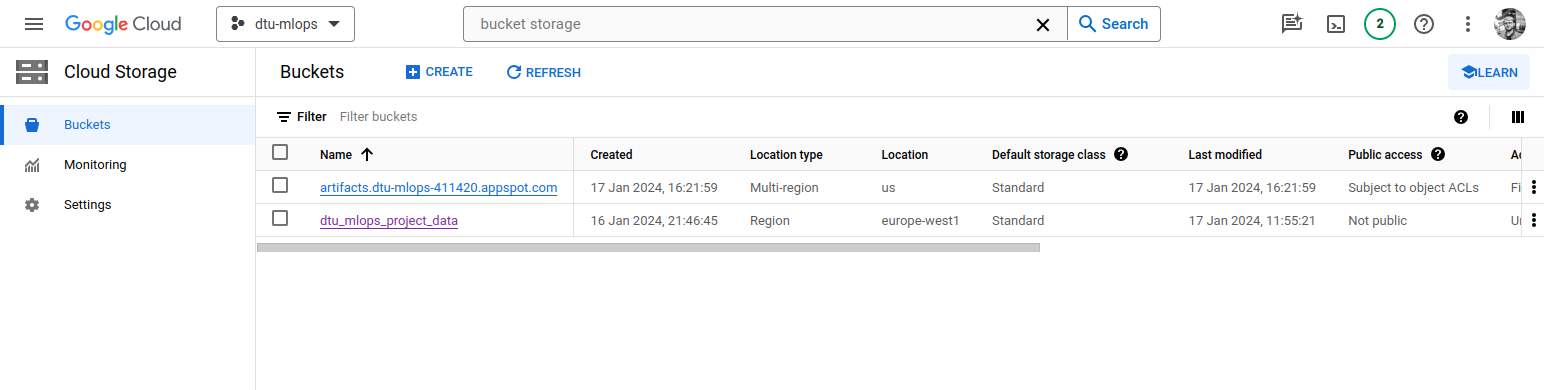 Google Cloud dtu-mlops bucket storage Search 2
Cloud Storage Buckets CREATE REFRESH LEARN
Buckets
Monitoring
Settings
Filter Filter buckets
Name Created Location type Location Default storage class Last modified Public access
artifacts.dtu-mlops-411420.appspot.com 17 Jan 2024, 16:21:59 Multi-region us Standard 17 Jan 2024, 16:21:59 Subject to object ACLs Fi
dtu_mlops_project_data 16 Jan 2024, 21:46:45 Region europe-west1 Standard 17 Jan 2024, 11:55:21 Not public